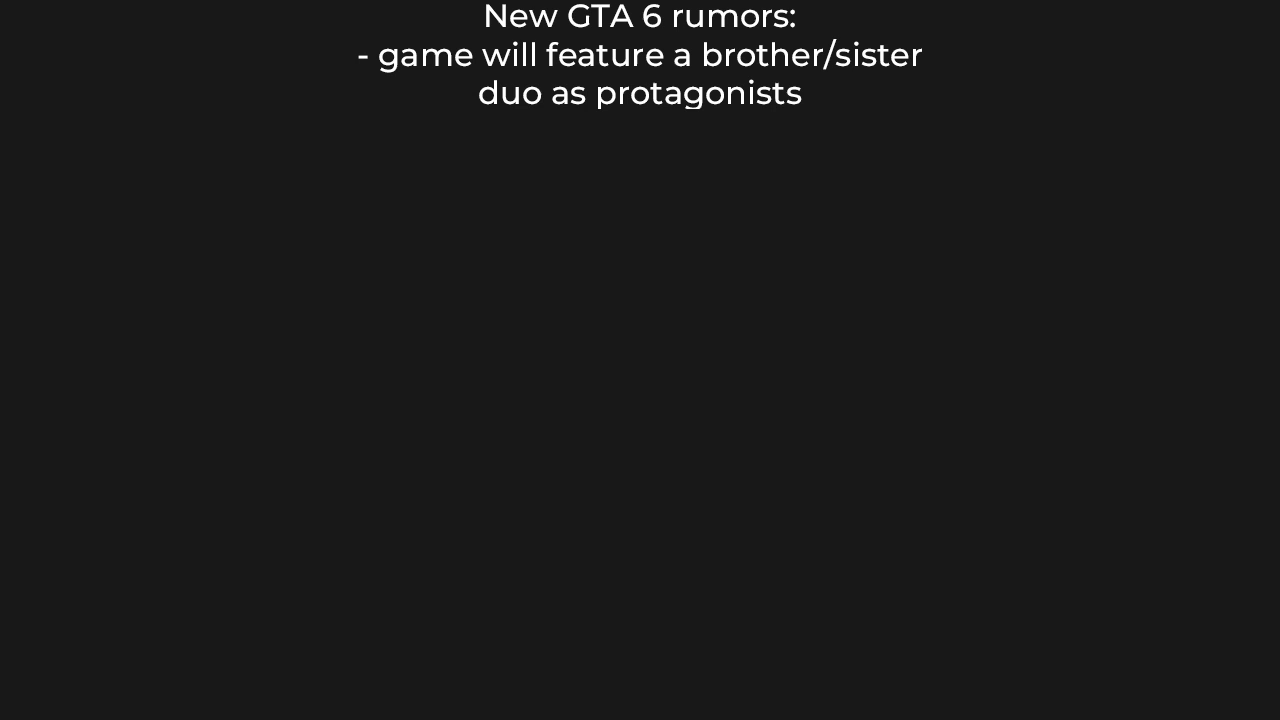 New GTA 6 rumors:
- game will feature a brother/sister
duo as protagonists